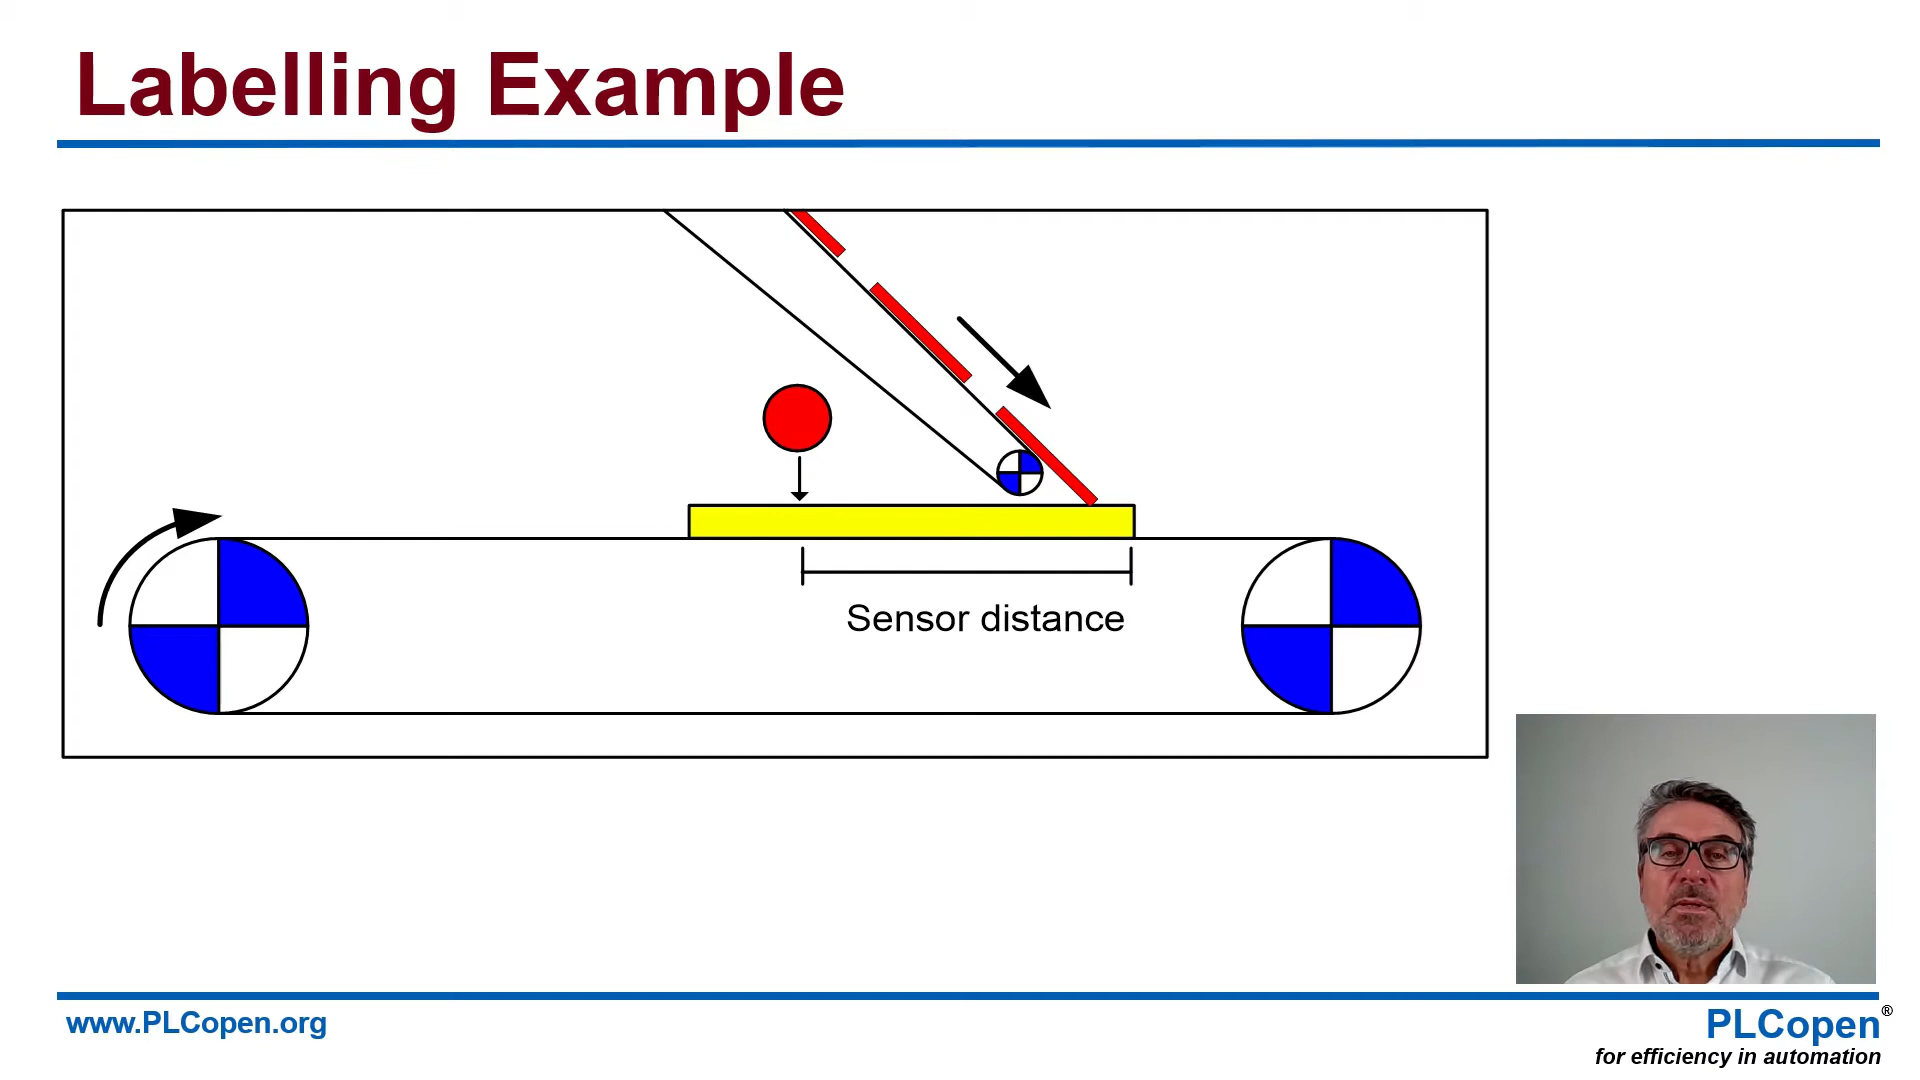 Labelling Example
Sensor distance
www.PLCopen.org
PLCopen®
for efficiency in automation